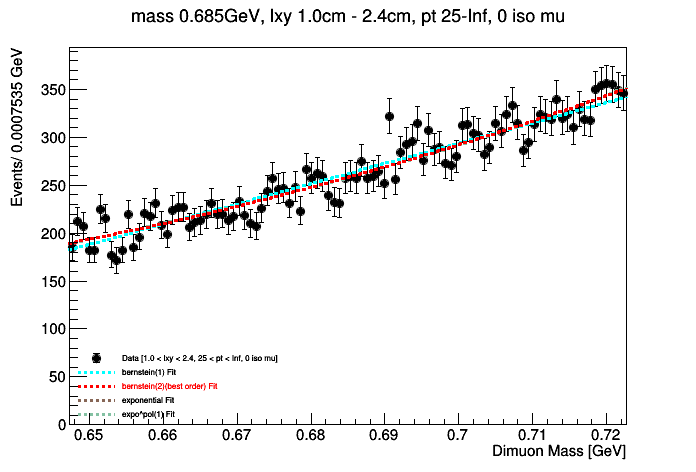 mass 0.685GeV, lxy 1.0cm - 2.4cm, pt 25-Inf, 0 iso mu
Events/ 0.0007535 GeV
350
300
250
200
150
100
50
0
Data [1.0 < lxy < 2.4, 25 < pt < Inf, 0 iso mu]
bernstein(1) Fit
bernstein(2)(best order) Fit
exponential Fit
expo*pol(1) Fit
0.65 0.66 0.67 0.68 0.69 0.7 0.71 0.72
Dimuon Mass [GeV]